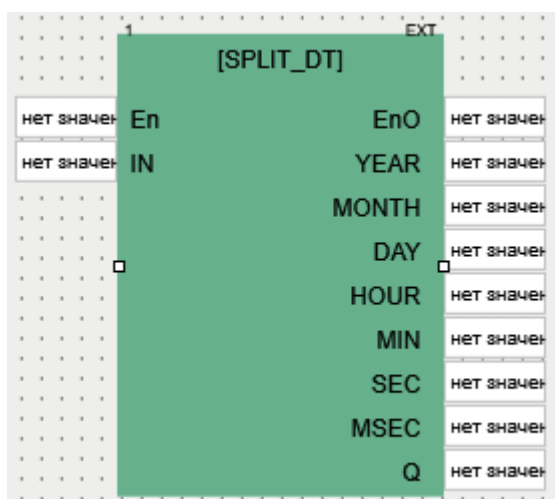 1 EXT
[SPLIT_DT]
нет значен En EnO нет значен
нет значен IN YEAR нет значен
MONTH нет значен
DAY нет значен
HOUR нет значен
MIN нет значен
SEC нет значен
MSEC нет значен
Q нет значен